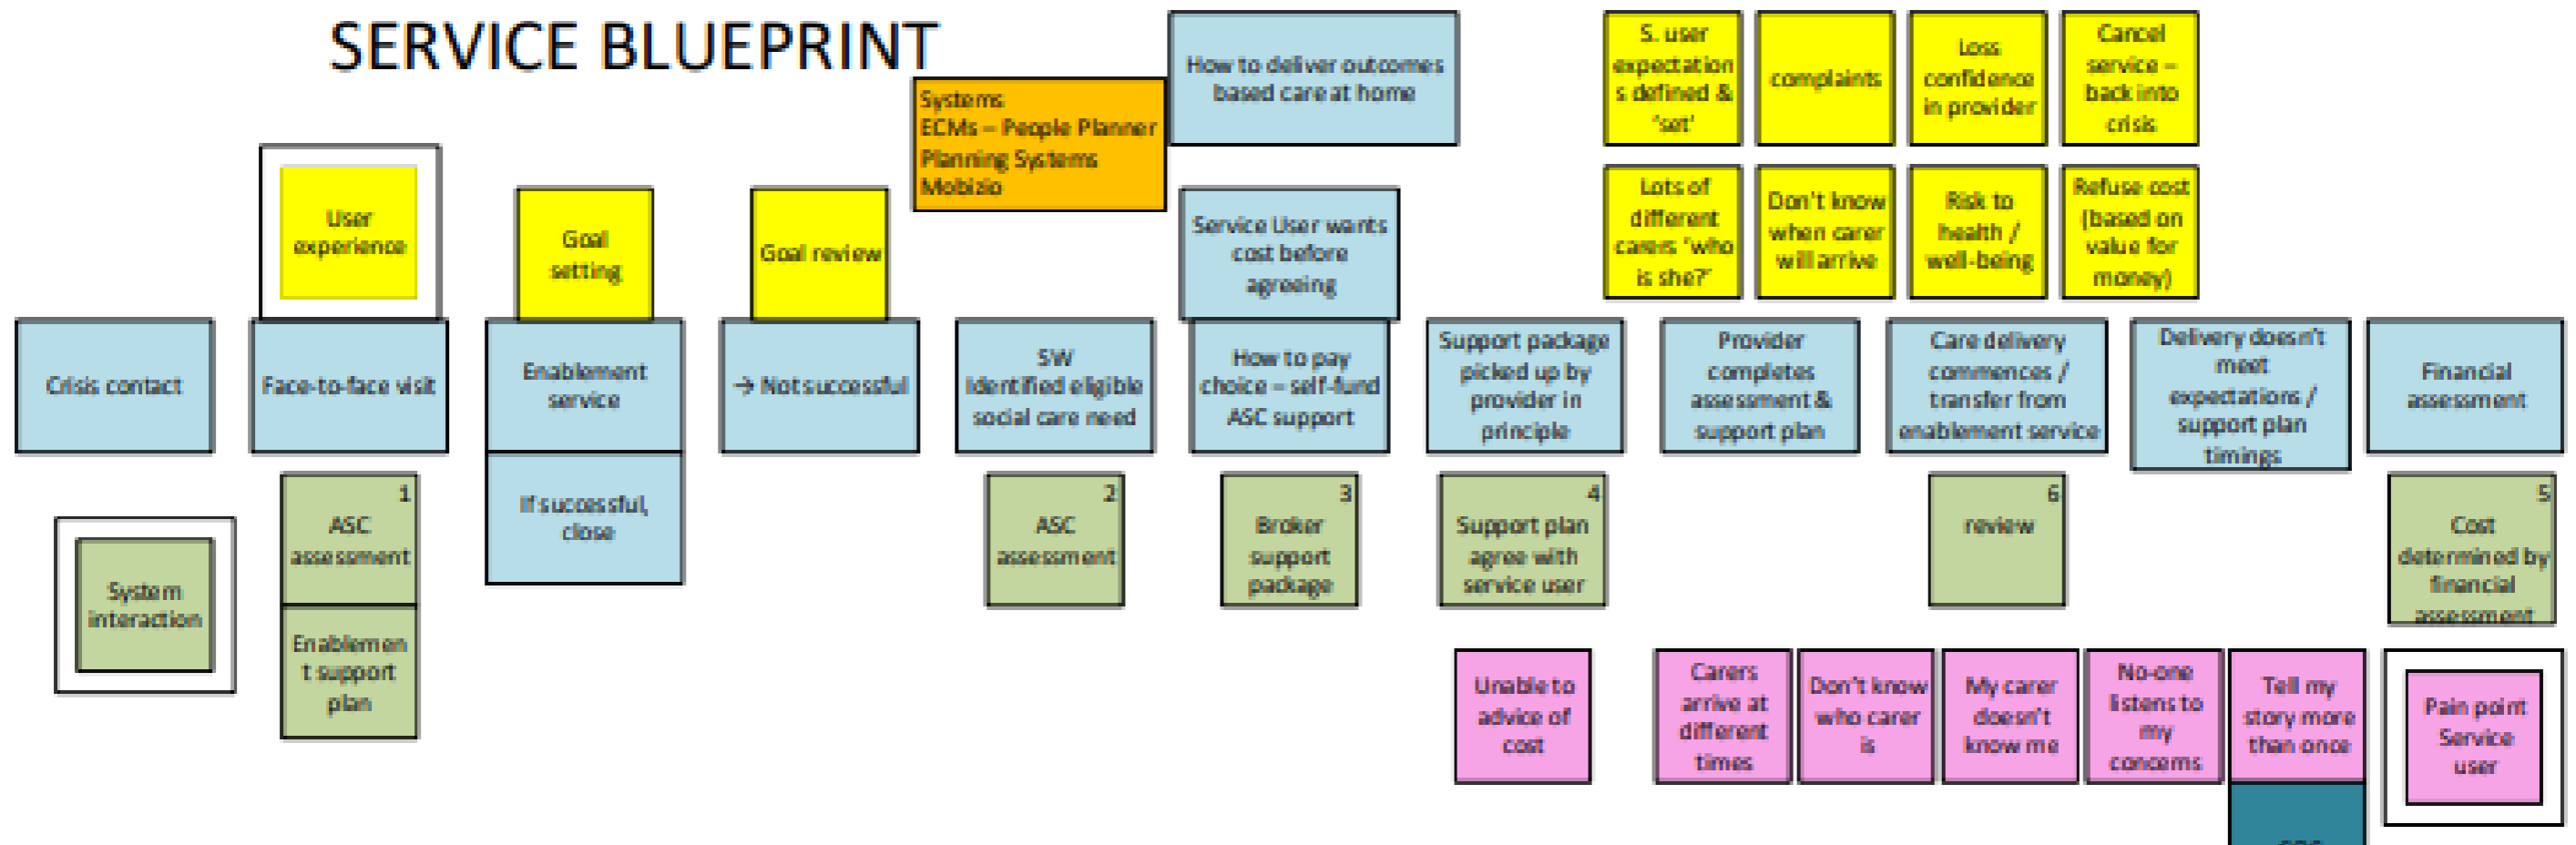 SERVICE BLUEPRINT
Systems
ECMs – People Planner
Planning Systems
Mobizio
How to deliver outcomes
based care at home
S. user
expectation
s defined &
'set'
complaints
Loss
confidence
in provider
Cancel
service –
back into
crisis
User
experience
Goal
setting
Goal review
Service User wants
cost before
agreeing
Lots of
different
carers 'who
is she?'
Don't know
when carer
will arrive
Risk to
health /
well-being
Refuse cost
(based on
value for
money)
Crisis contact
Face-to-face visit
Enablement
service
→ Not successful
SW
Identified eligible
social care need
How to pay
choice – self-fund
ASC support
Support package
picked up by
provider in
principle
Provider
completes
assessment &
support plan
Care delivery
commences /
transfer from
enablement service
Delivery doesn't
meet
expectations /
support plan
timings
Financial
assessment
System
interaction
1
ASC
assessment
Enablemen
t support
plan
If successful,
close
2
ASC
assessment
3
Broker
support
package
4
Support plan
agree with
service user
6
review
5
Cost
determined by
financial
assessment
Unable to
advice of
cost
Carers
arrive at
different
times
Don't know
who carer
is
My carer
doesn't
know me
No-one
listens to
my
concerns
Tell my
story more
than once
Pain point
Service
user